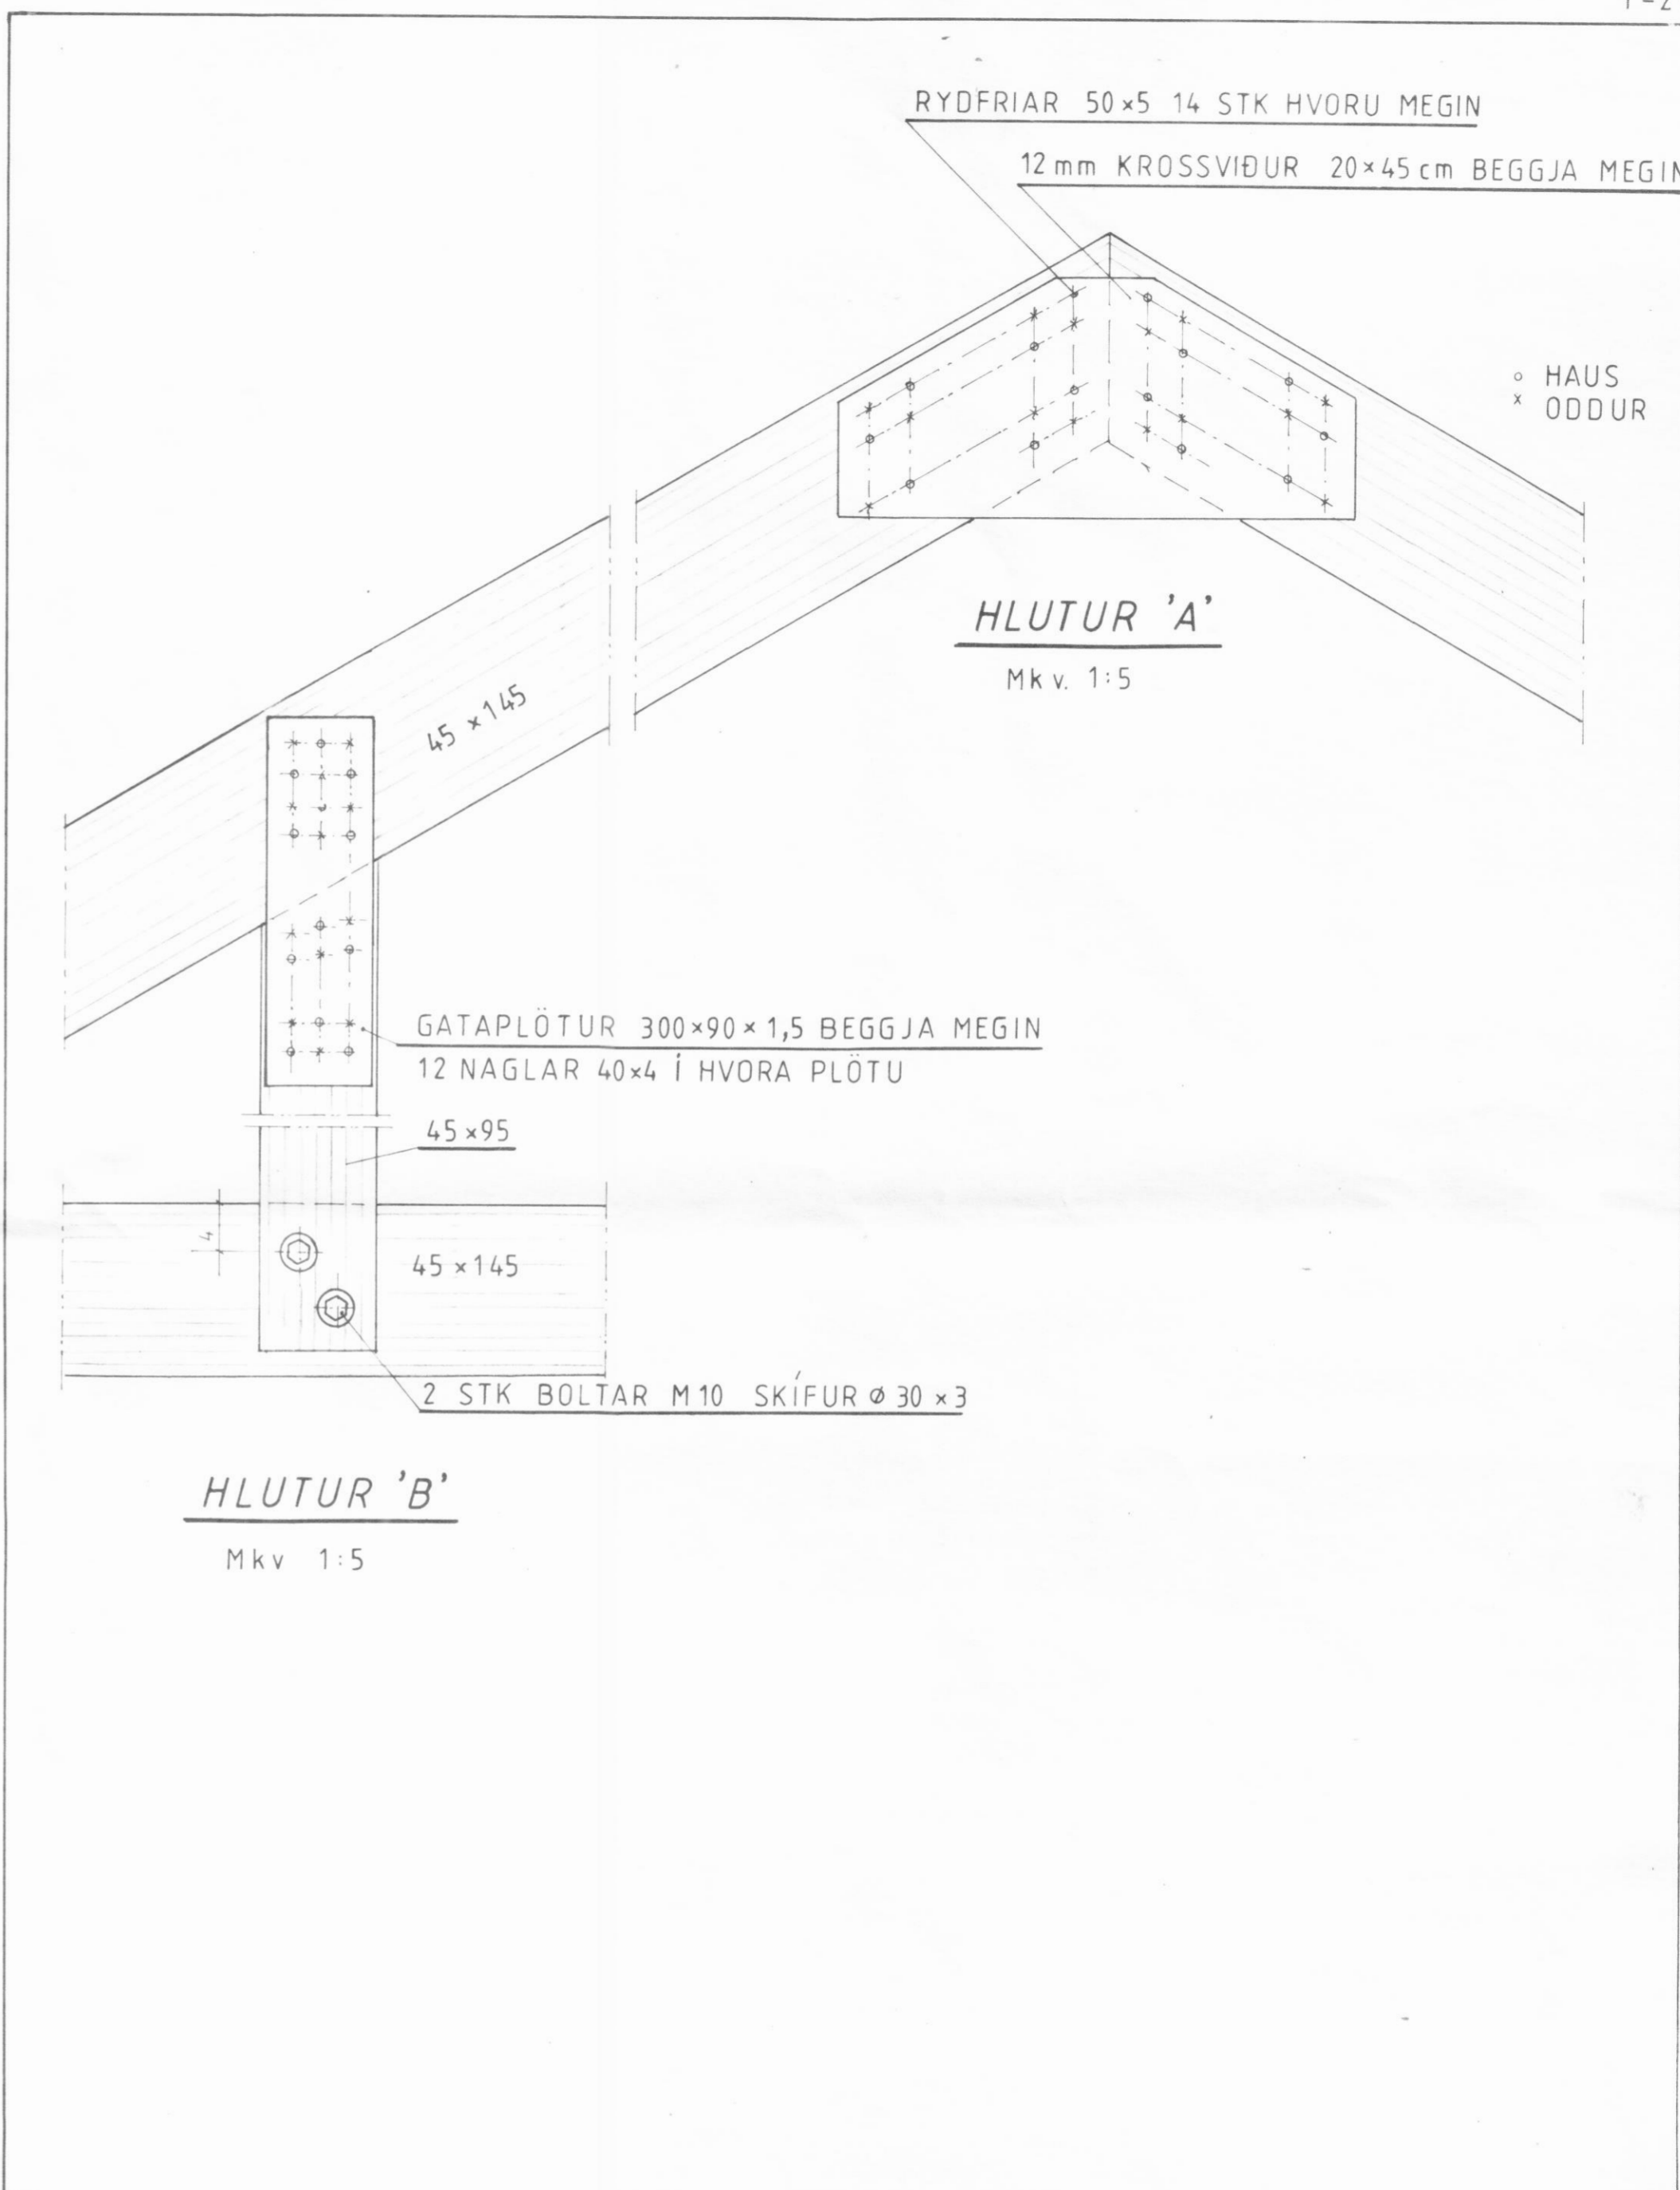 RYÐFRIAR 50×5 14 STK HVORU MEGIN
12 mm KROSSVIÐUR 20×45 cm BEGGJA MEGIN
o HAUS
x ODDUR
HLUTUR 'A'
Mkv. 1:5
45×145
GATAPLÖTUR 300×90×1,5 BEGGJA MEGIN
12 NAGLAR 40×4 Í HVORA PLÖTU
45×95
4
45×145
2 STK BOLTAR M10 SKÍFUR Ø 30×3
HLUTUR 'B'
Mkv 1:5